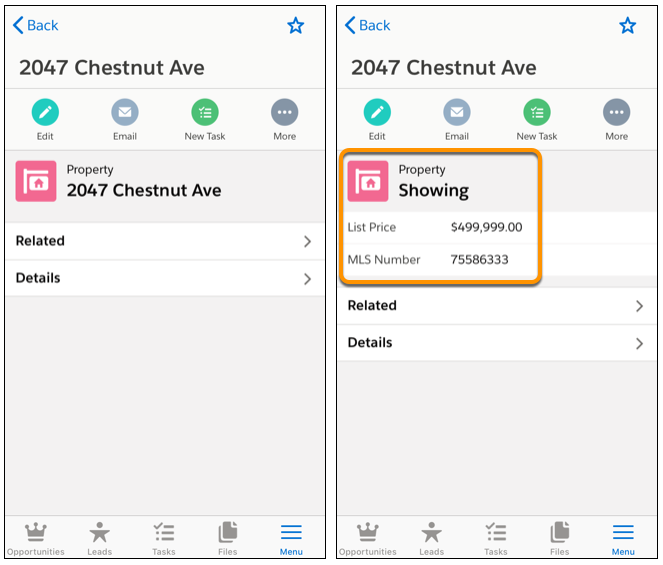 Back
2047 Chestnut Ave
Edit Email New Task More
Property
2047 Chestnut Ave
Related
Details
Opportunities Leads Tasks Files Menu
Back
2047 Chestnut Ave
Edit Email New Task More
Property
Showing
List Price $499,999.00
MLS Number 75586333
Related
Details
Opportunities Leads Tasks Files Menu